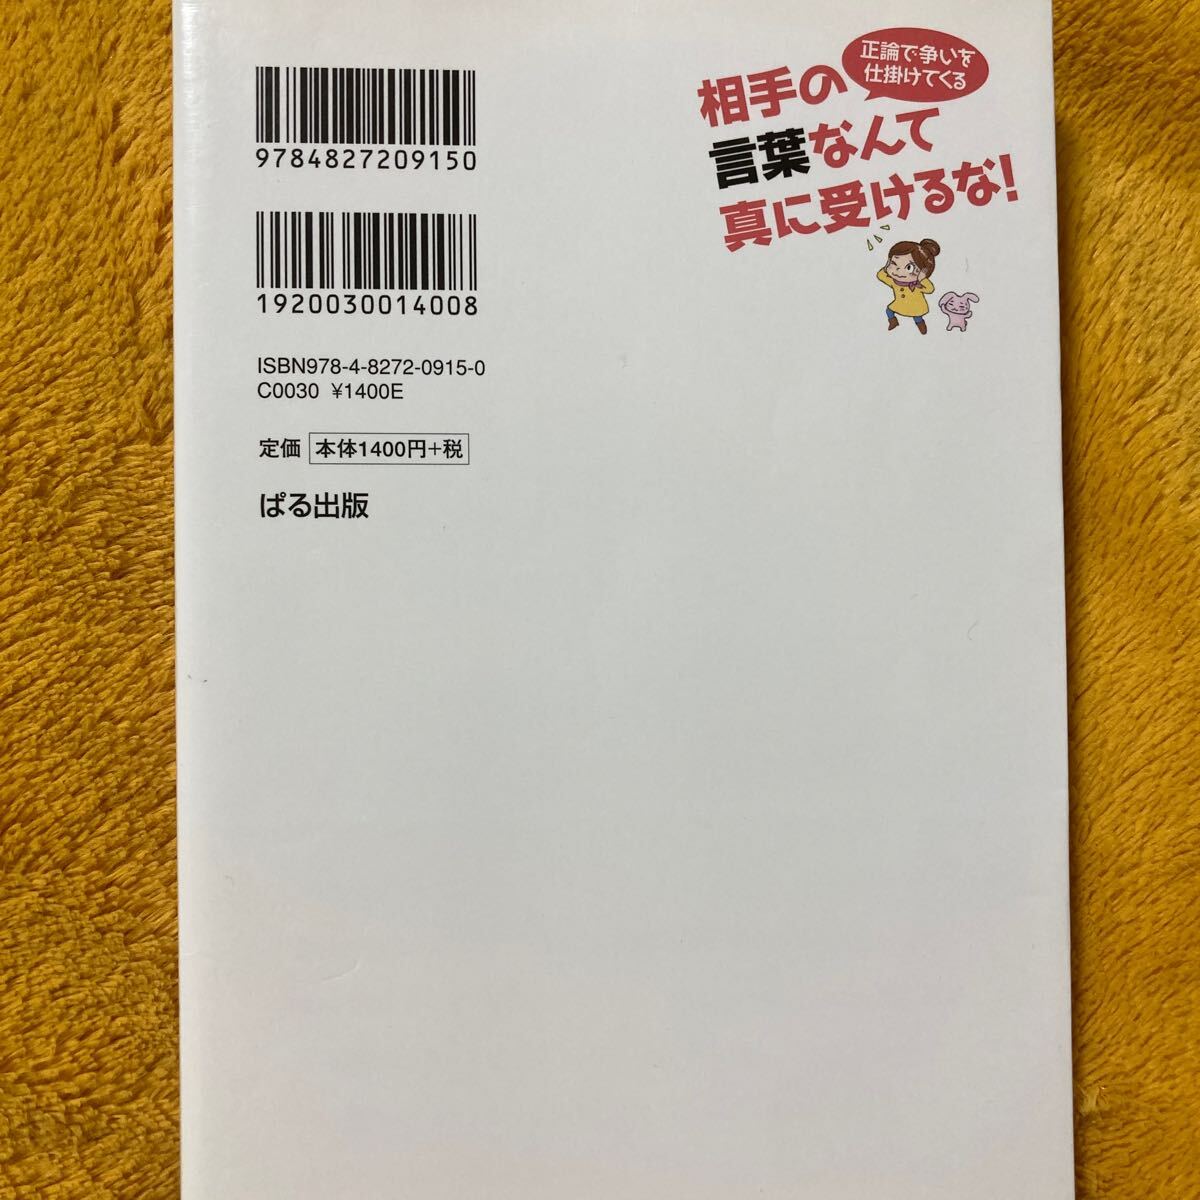 9784827209150
1920030014008
ISBN978-4-8272-0915-0
C0030 ¥1400E
定価 本体1400円+税
ぱる出版
正論で争いを
仕掛けてくる
相手の
言葉なんて
真に受けるな!